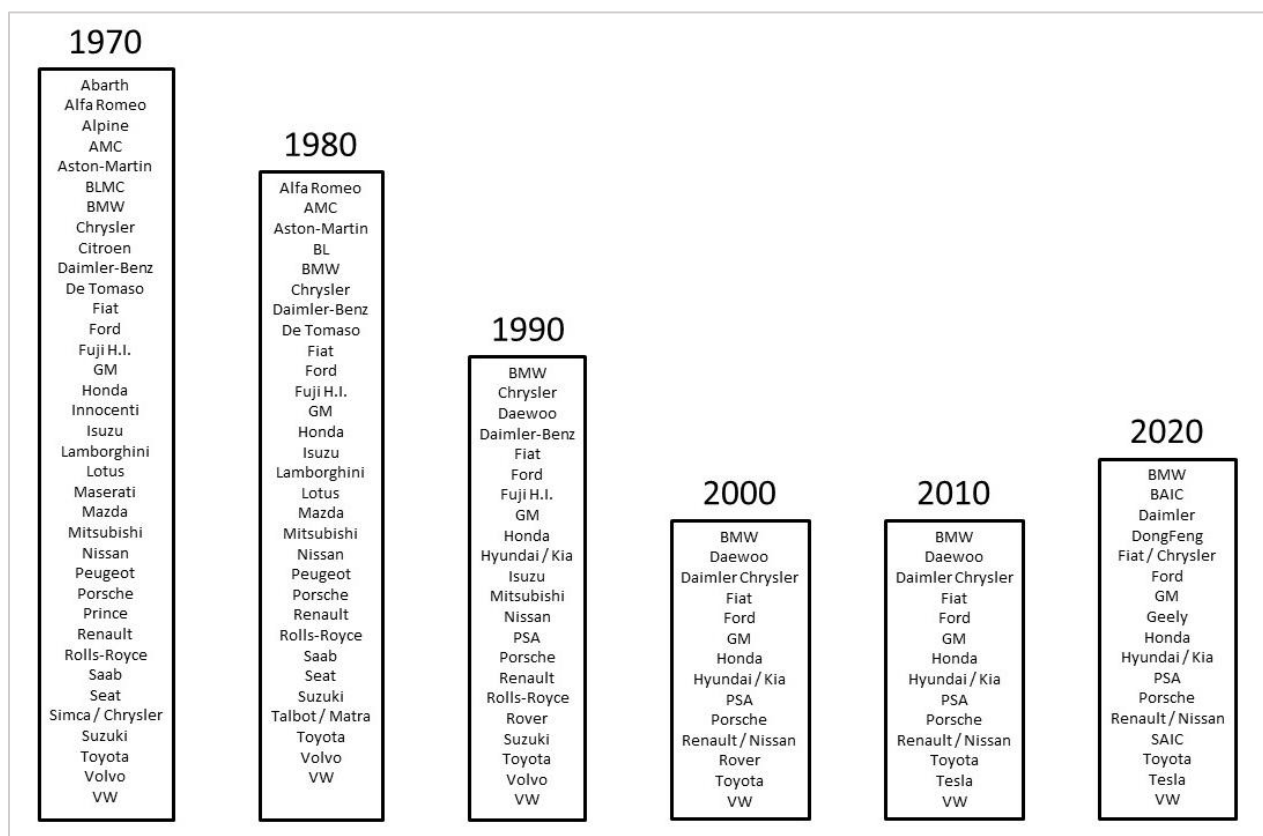 1970
Abarth
Alfa Romeo
Alpine
AMC
Aston-Martin
BLMC
BMW
Chrysler
Citroen
Daimler-Benz
De Tomaso
Fiat
Ford
Fuji H.I.
GM
Honda
Innocenti
Isuzu
Lamborghini
Lotus
Maserati
Mazda
Mitsubishi
Nissan
Peugeot
Porsche
Prince
Renault
Rolls-Royce
Saab
Seat
Simca / Chrysler
Suzuki
Toyota
Volvo
VW
1980
Alfa Romeo
AMC
Aston-Martin
BL
BMW
Chrysler
Daimler-Benz
De Tomaso
Fiat
Ford
Fuji H.I.
GM
Honda
Isuzu
Lamborghini
Lotus
Mazda
Mitsubishi
Nissan
Peugeot
Porsche
Renault
Rolls-Royce
Saab
Seat
Suzuki
Talbot / Matra
Toyota
Volvo
VW
1990
BMW
Chrysler
Daewoo
Daimler-Benz
Fiat
Ford
Fuji H.I.
GM
Honda
Hyundai / Kia
Isuzu
Mitsubishi
Nissan
PSA
Porsche
Renault
Rolls-Royce
Rover
Suzuki
Toyota
Volvo
VW
2000
BMW
Daewoo
Daimler Chrysler
Fiat
Ford
GM
Honda
Hyundai / Kia
PSA
Porsche
Renault / Nissan
Rover
Toyota
VW
2010
BMW
Daewoo
Daimler Chrysler
Fiat
Ford
GM
Honda
Hyundai / Kia
PSA
Porsche
Renault / Nissan
Toyota
Tesla
VW
2020
BMW
BAIC
Daimler
DongFeng
Fiat / Chrysler
Ford
GM
Geely
Honda
Hyundai / Kia
PSA
Porsche
Renault / Nissan
SAIC
Toyota
Tesla
VW